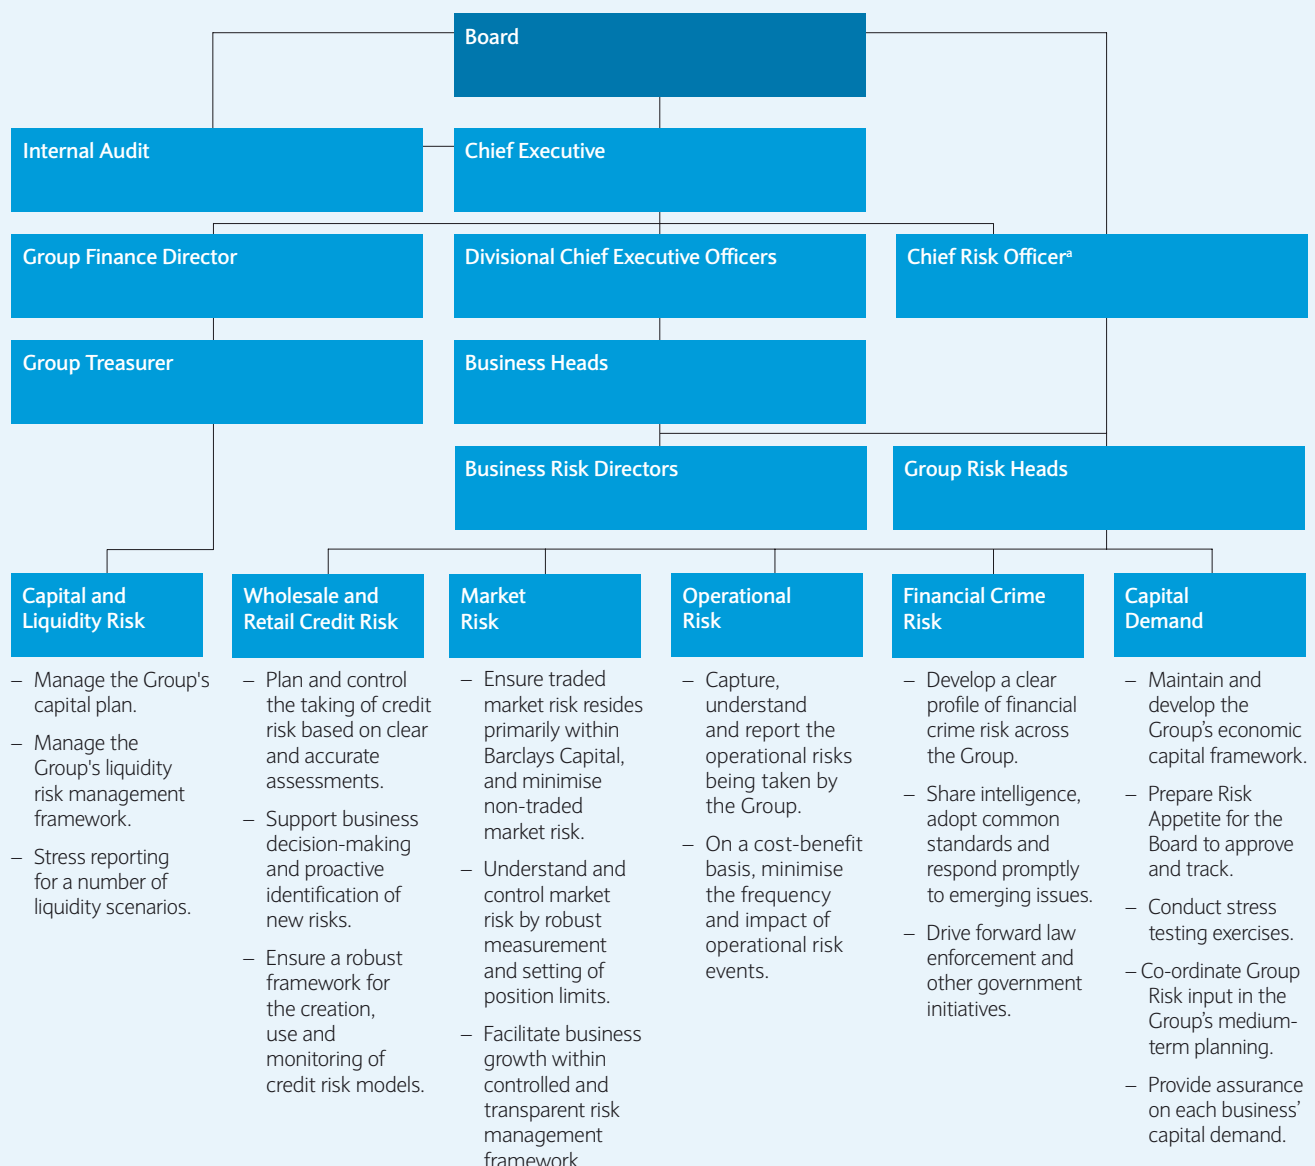 Board
Internal Audit
Chief Executive
Group Finance Director
Divisional Chief Executive Officers
Chief Risk Officerᵃ
Group Treasurer
Business Heads
Business Risk Directors
Group Risk Heads
Capital and
Liquidity Risk
– Manage the Group's
capital plan.
– Manage the
Group's liquidity
risk management
framework.
– Stress reporting
for a number of
liquidity scenarios.
Wholesale and
Retail Credit Risk
– Plan and control
the taking of credit
risk based on clear
and accurate
assessments.
– Support business
decision-making
and proactive
identification of
new risks.
– Ensure a robust
framework for
the creation,
use and
monitoring of
credit risk models.
Market
Risk
– Ensure traded
market risk resides
primarily within
Barclays Capital,
and minimise
non-traded
market risk.
– Understand and
control market
risk by robust
measurement
and setting of
position limits.
– Facilitate business
growth within
controlled and
transparent risk
management
framework
Operational
Risk
– Capture,
understand
and report the
operational risks
being taken by
the Group.
– On a cost-benefit
basis, minimise
the frequency
and impact of
operational risk
events.
Financial Crime
Risk
– Develop a clear
profile of financial
crime risk across
the Group.
– Share intelligence,
adopt common
standards and
respond promptly
to emerging issues.
– Drive forward law
enforcement and
other government
initiatives.
Capital
Demand
– Maintain and
develop the
Group’s economic
capital framework.
– Prepare Risk
Appetite for the
Board to approve
and track.
– Conduct stress
testing exercises.
– Co-ordinate Group
Risk input in the
Group’s medium-
term planning.
– Provide assurance
on each business’
capital demand.